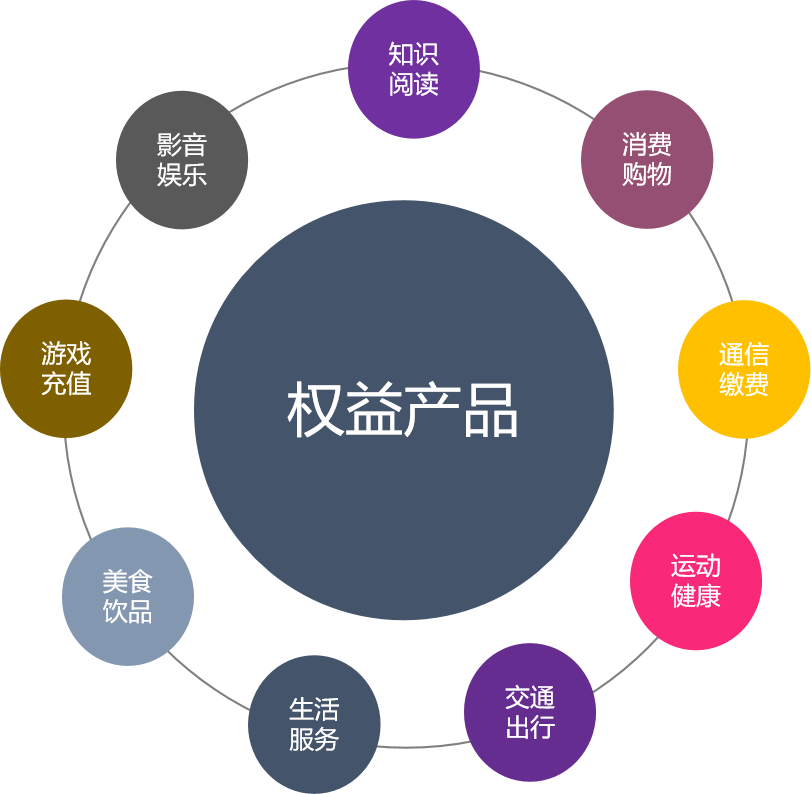 知识
阅读
消费
购物
影音
娱乐
通信
缴费
游戏
充值
权益产品
运动
健康
美食
饮品
交通
出行
生活
服务